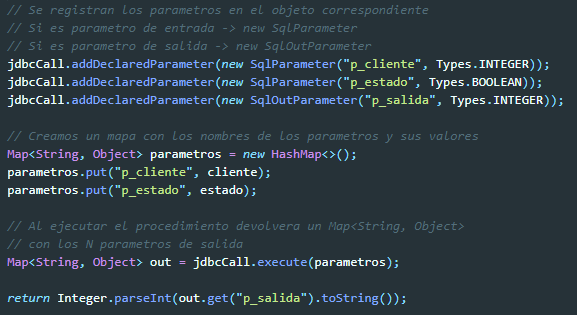 // Se registran los parametros en el objeto correspondiente
// Si es parametro de entrada -> new SqlParameter
// Si es parametro de salida -> new SqlOutParameter
jdbcCall.addDeclaredParameter(new SqlParameter("p_cliente", Types.INTEGER));
jdbcCall.addDeclaredParameter(new SqlParameter("p_estado", Types.BOOLEAN));
jdbcCall.addDeclaredParameter(new SqlOutParameter("p_salida", Types.INTEGER));
// Creamos un mapa con los nombres de los parametros y sus valores
Map<String, Object> parametros = new HashMap<>();
parametros.put("p_cliente", cliente);
parametros.put("p_estado", estado);
// Al ejecutar el procedimiento devolvera un Map<String, Object>
// con los N parametros de salida
Map<String, Object> out = jdbcCall.execute(parametros);
return Integer.parseInt(out.get("p_salida").toString());